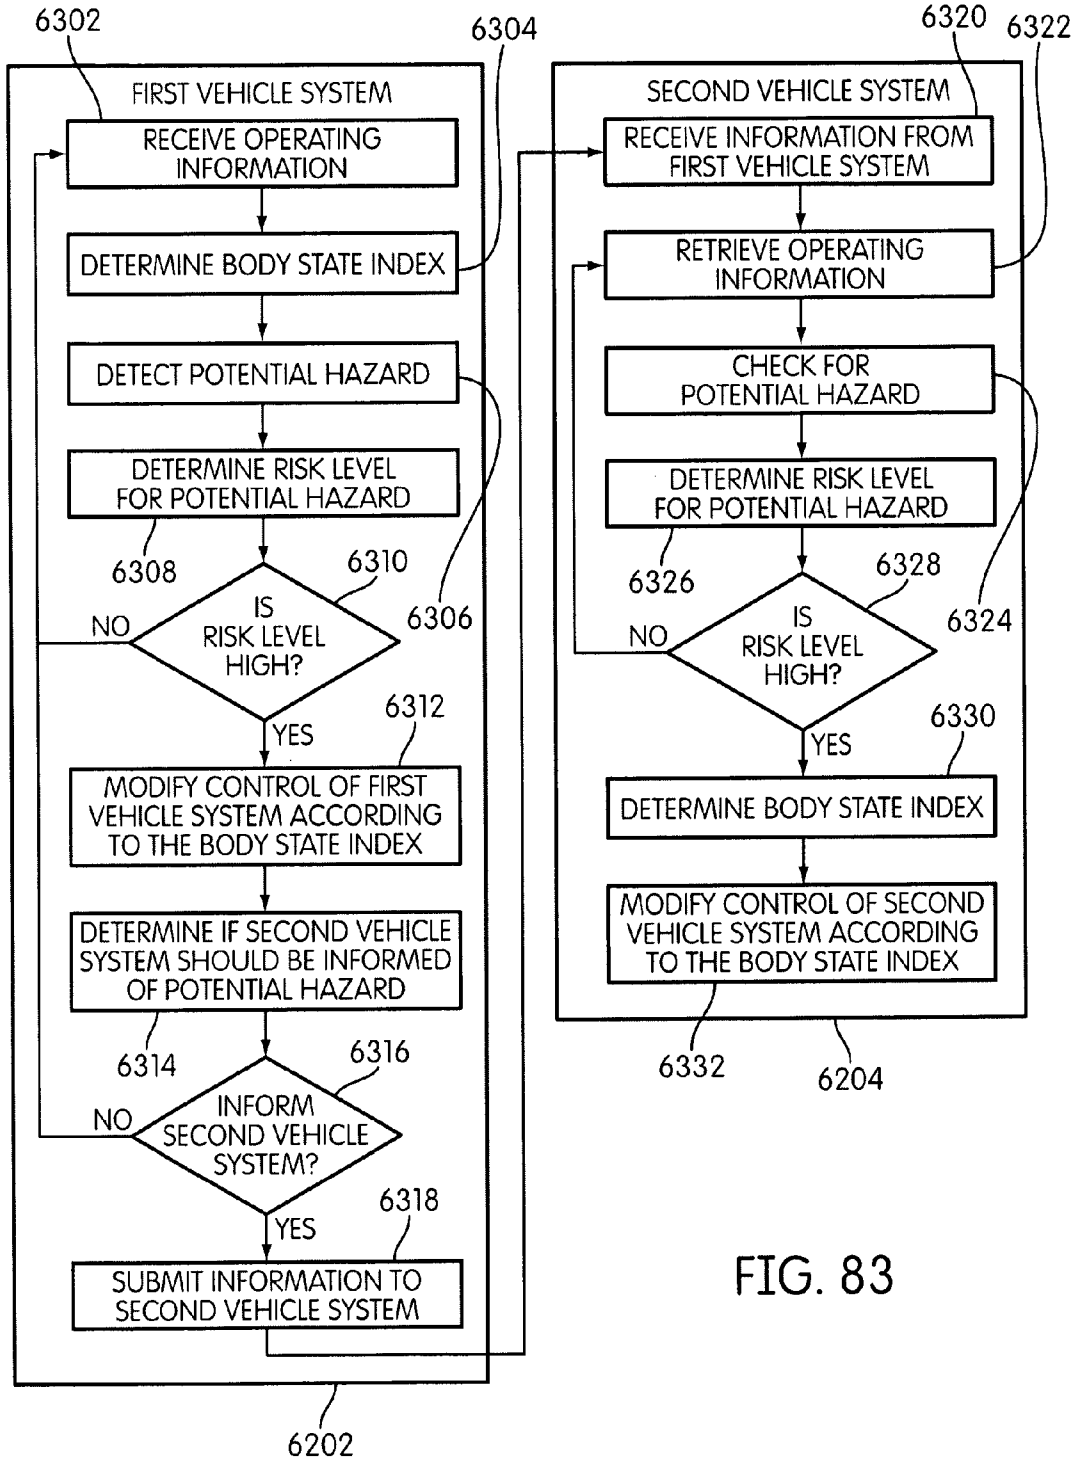 6302
6304
FIRST VEHICLE SYSTEM
RECEIVE OPERATING
INFORMATION
DETERMINE BODY STATE INDEX
DETECT POTENTIAL HAZARD
DETERMINE RISK LEVEL
FOR POTENTIAL HAZARD
6308
6310
6306
IS
RISK LEVEL
HIGH?
NO
YES
6312
MODIFY CONTROL OF FIRST
VEHICLE SYSTEM ACCORDING
TO THE BODY STATE INDEX
DETERMINE IF SECOND VEHICLE
SYSTEM SHOULD BE INFORMED
OF POTENTIAL HAZARD
6314
6316
INFORM
SECOND VEHICLE
SYSTEM?
NO
YES
6318
SUBMIT INFORMATION TO
SECOND VEHICLE SYSTEM
6202
6320
6322
SECOND VEHICLE SYSTEM
RECEIVE INFORMATION FROM
FIRST VEHICLE SYSTEM
RETRIEVE OPERATING
INFORMATION
CHECK FOR
POTENTIAL HAZARD
DETERMINE RISK LEVEL
FOR POTENTIAL HAZARD
6326
6328
6324
IS
RISK LEVEL
HIGH?
NO
YES
6330
DETERMINE BODY STATE INDEX
MODIFY CONTROL OF SECOND
VEHICLE SYSTEM ACCORDING
TO THE BODY STATE INDEX
6332
6204
FIG. 83